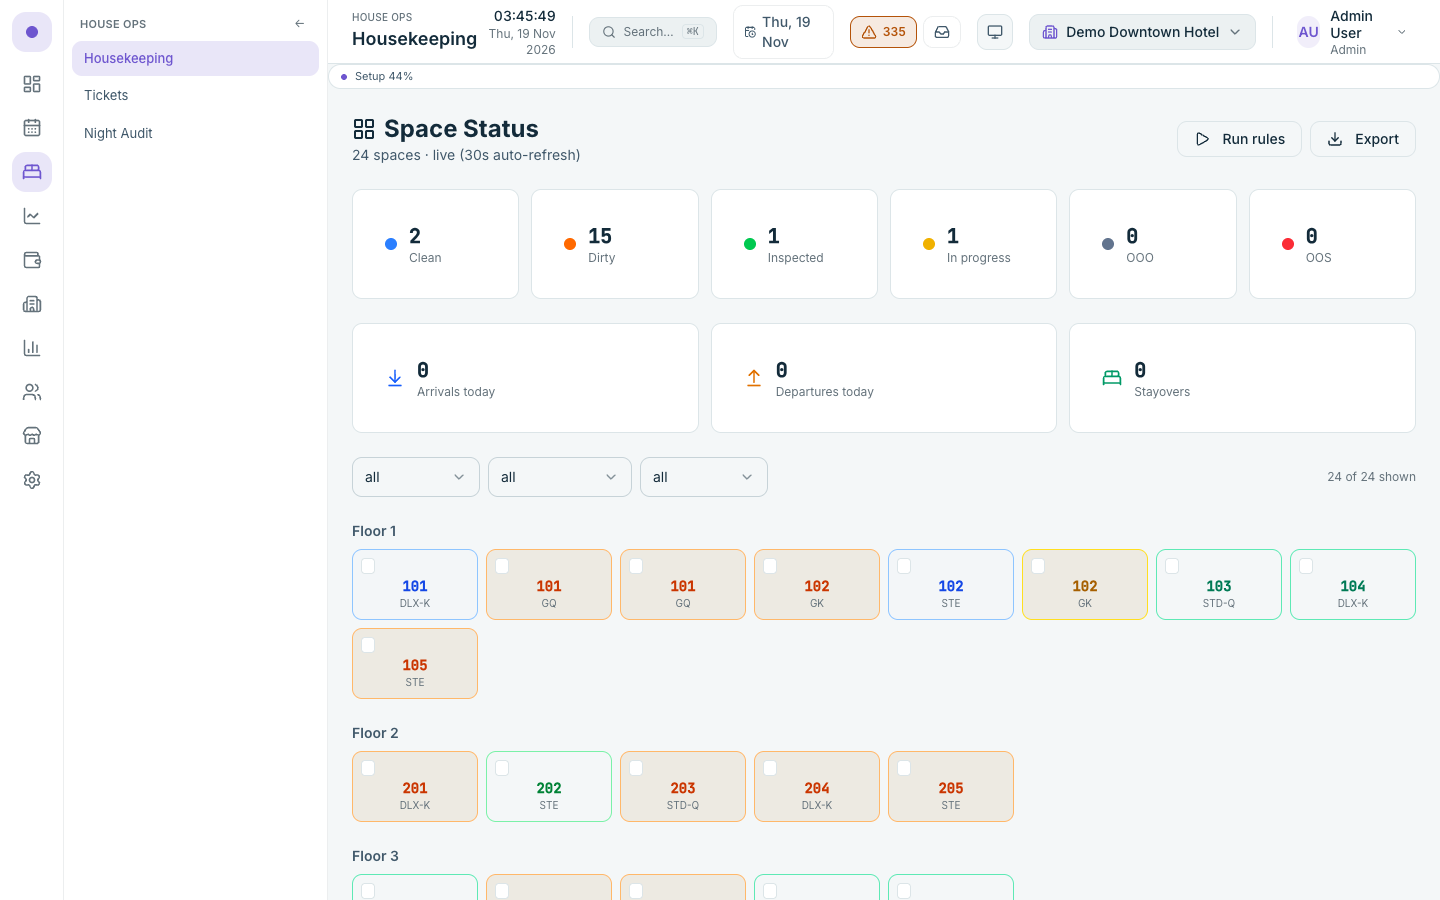 HOUSE OPS
Housekeeping
Tickets
Night Audit
HOUSE OPS
Housekeeping
03:45:49
Thu, 19 Nov
2026
Search...
⌘K
Thu, 19
Nov
335
Demo Downtown Hotel
AU
Admin
User
Admin
Setup 44%
Space Status
24 spaces · live (30s auto-refresh)
Run rules
Export
2
Clean
15
Dirty
1
Inspected
1
In progress
0
OOO
0
OOS
0
Arrivals today
0
Departures today
0
Stayovers
all
all
all
24 of 24 shown
Floor 1
101
DLX-K
101
GQ
101
GQ
102
GK
102
STE
102
GK
103
STD-Q
104
DLX-K
105
STE
Floor 2
201
DLX-K
202
STE
203
STD-Q
204
DLX-K
205
STE
Floor 3